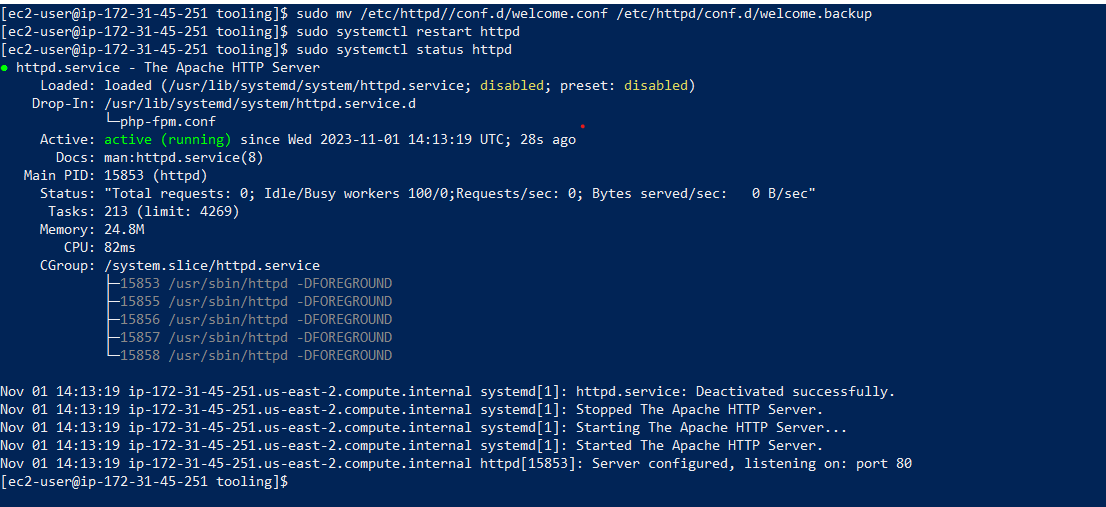 [ec2-user@ip-172-31-45-251 tooling]$ sudo mv /etc/httpd//conf.d/welcome.conf /etc/httpd/conf.d/welcome.backup
[ec2-user@ip-172-31-45-251 tooling]$ sudo systemctl restart httpd
[ec2-user@ip-172-31-45-251 tooling]$ sudo systemctl status httpd
● httpd.service - The Apache HTTP Server
     Loaded: loaded (/usr/lib/systemd/system/httpd.service; disabled; preset: disabled)
    Drop-In: /usr/lib/systemd/system/httpd.service.d
             └─php-fpm.conf
     Active: active (running) since Wed 2023-11-01 14:13:19 UTC; 28s ago
       Docs: man:httpd.service(8)
   Main PID: 15853 (httpd)
     Status: "Total requests: 0; Idle/Busy workers 100/0;Requests/sec: 0; Bytes served/sec:   0 B/sec"
      Tasks: 213 (limit: 4269)
     Memory: 24.8M
        CPU: 82ms
     CGroup: /system.slice/httpd.service
             ├─15853 /usr/sbin/httpd -DFOREGROUND
             ├─15855 /usr/sbin/httpd -DFOREGROUND
             ├─15856 /usr/sbin/httpd -DFOREGROUND
             ├─15857 /usr/sbin/httpd -DFOREGROUND
             └─15858 /usr/sbin/httpd -DFOREGROUND
Nov 01 14:13:19 ip-172-31-45-251.us-east-2.compute.internal systemd[1]: httpd.service: Deactivated successfully.
Nov 01 14:13:19 ip-172-31-45-251.us-east-2.compute.internal systemd[1]: Stopped The Apache HTTP Server.
Nov 01 14:13:19 ip-172-31-45-251.us-east-2.compute.internal systemd[1]: Starting The Apache HTTP Server...
Nov 01 14:13:19 ip-172-31-45-251.us-east-2.compute.internal systemd[1]: Started The Apache HTTP Server.
Nov 01 14:13:19 ip-172-31-45-251.us-east-2.compute.internal httpd[15853]: Server configured, listening on: port 80
[ec2-user@ip-172-31-45-251 tooling]$